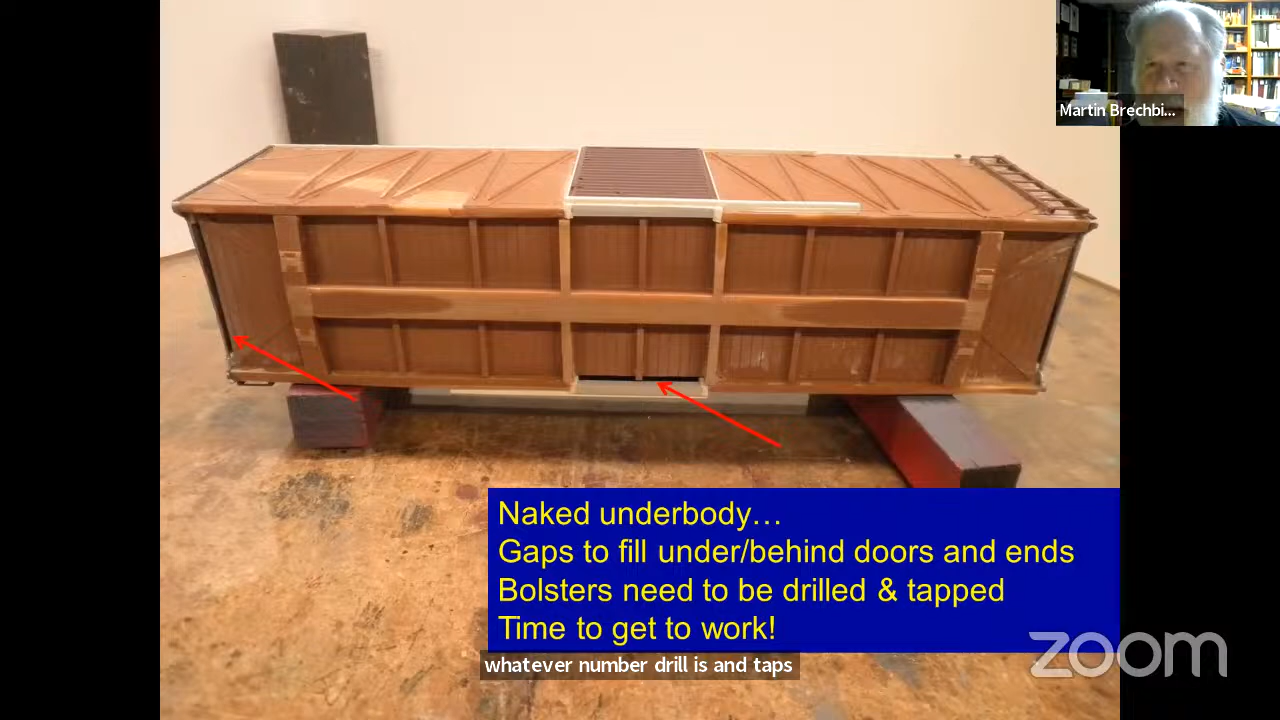 Martin Brechbi...
Naked underbody…
Gaps to fill under/behind doors and ends
Bolsters need to be drilled & tapped
Time to get to work!
whatever number drill is and taps
zoom